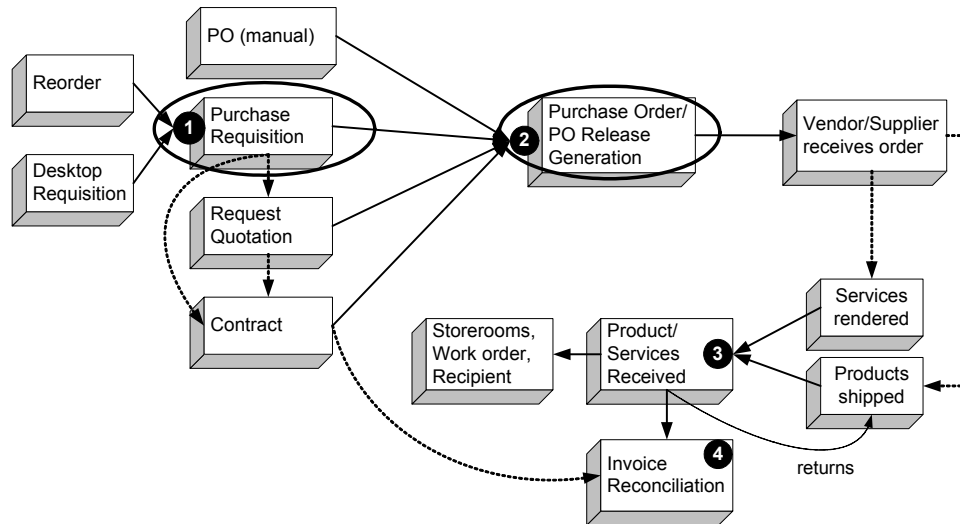 PO (manual)
Reorder
1
Purchase
Requisition
2
Purchase Order/
PO Release
Generation
Vendor/Supplier
receives order
Desktop
Requisition
Request
Quotation
Contract
Services
rendered
Storerooms,
Work order,
Recipient
Product/
Services
Received
3
Products
shipped
Invoice
Reconciliation
4
returns